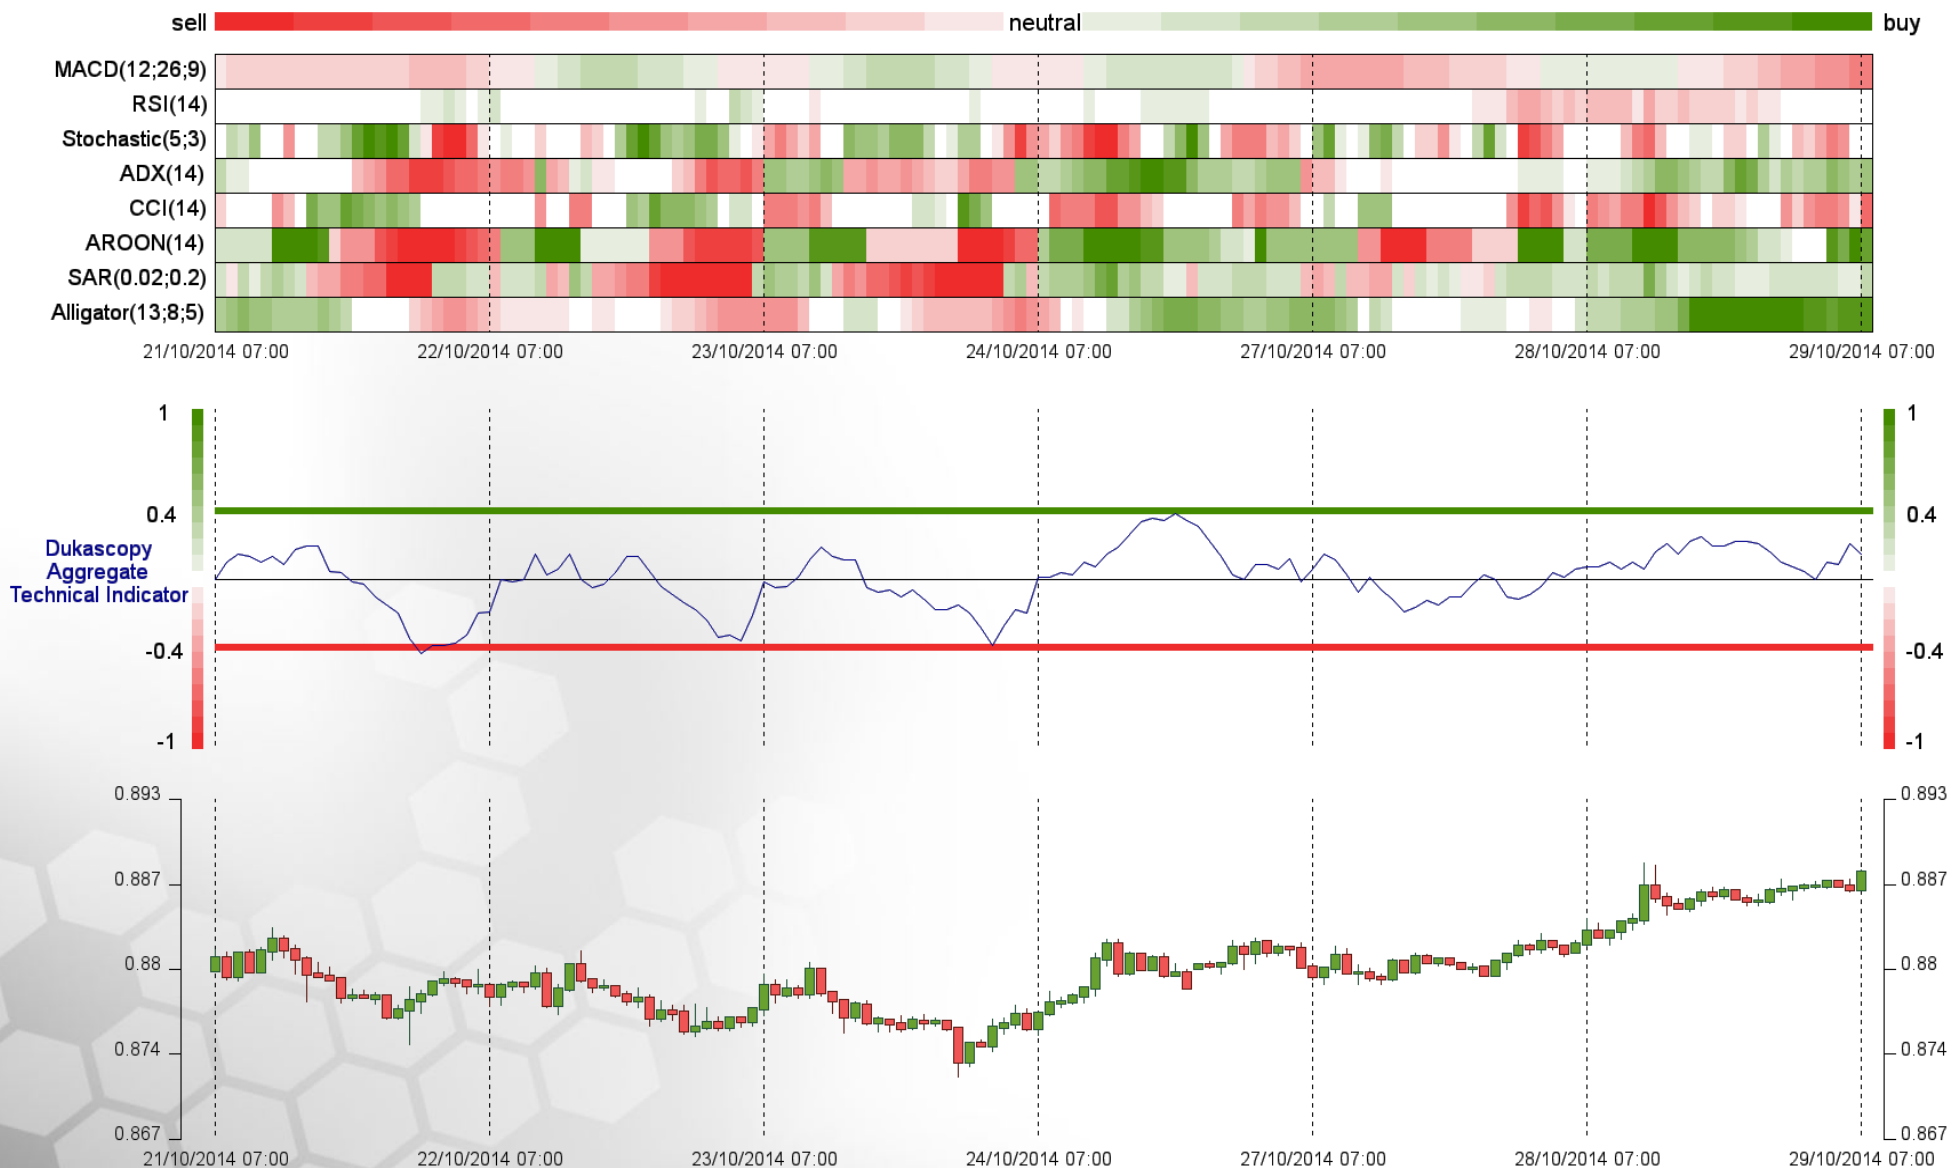 sell neutral buy
MACD(12;26;9)
RSI(14)
Stochastic(5;3)
ADX(14)
CCI(14)
AROON(14)
SAR(0.02;0.2)
Alligator(13;8;5)
21/10/2014 07:00 22/10/2014 07:00 23/10/2014 07:00 24/10/2014 07:00 27/10/2014 07:00 28/10/2014 07:00 29/10/2014 07:00
1 1
0.4 0.4
Dukascopy
Aggregate
Technical Indicator
-0.4 -0.4
-1 -1
0.893 0.893
0.887 0.887
0.88 0.88
0.874 0.874
0.867 0.867
21/10/2014 07:00 22/10/2014 07:00 23/10/2014 07:00 24/10/2014 07:00 27/10/2014 07:00 28/10/2014 07:00 29/10/2014 07:00